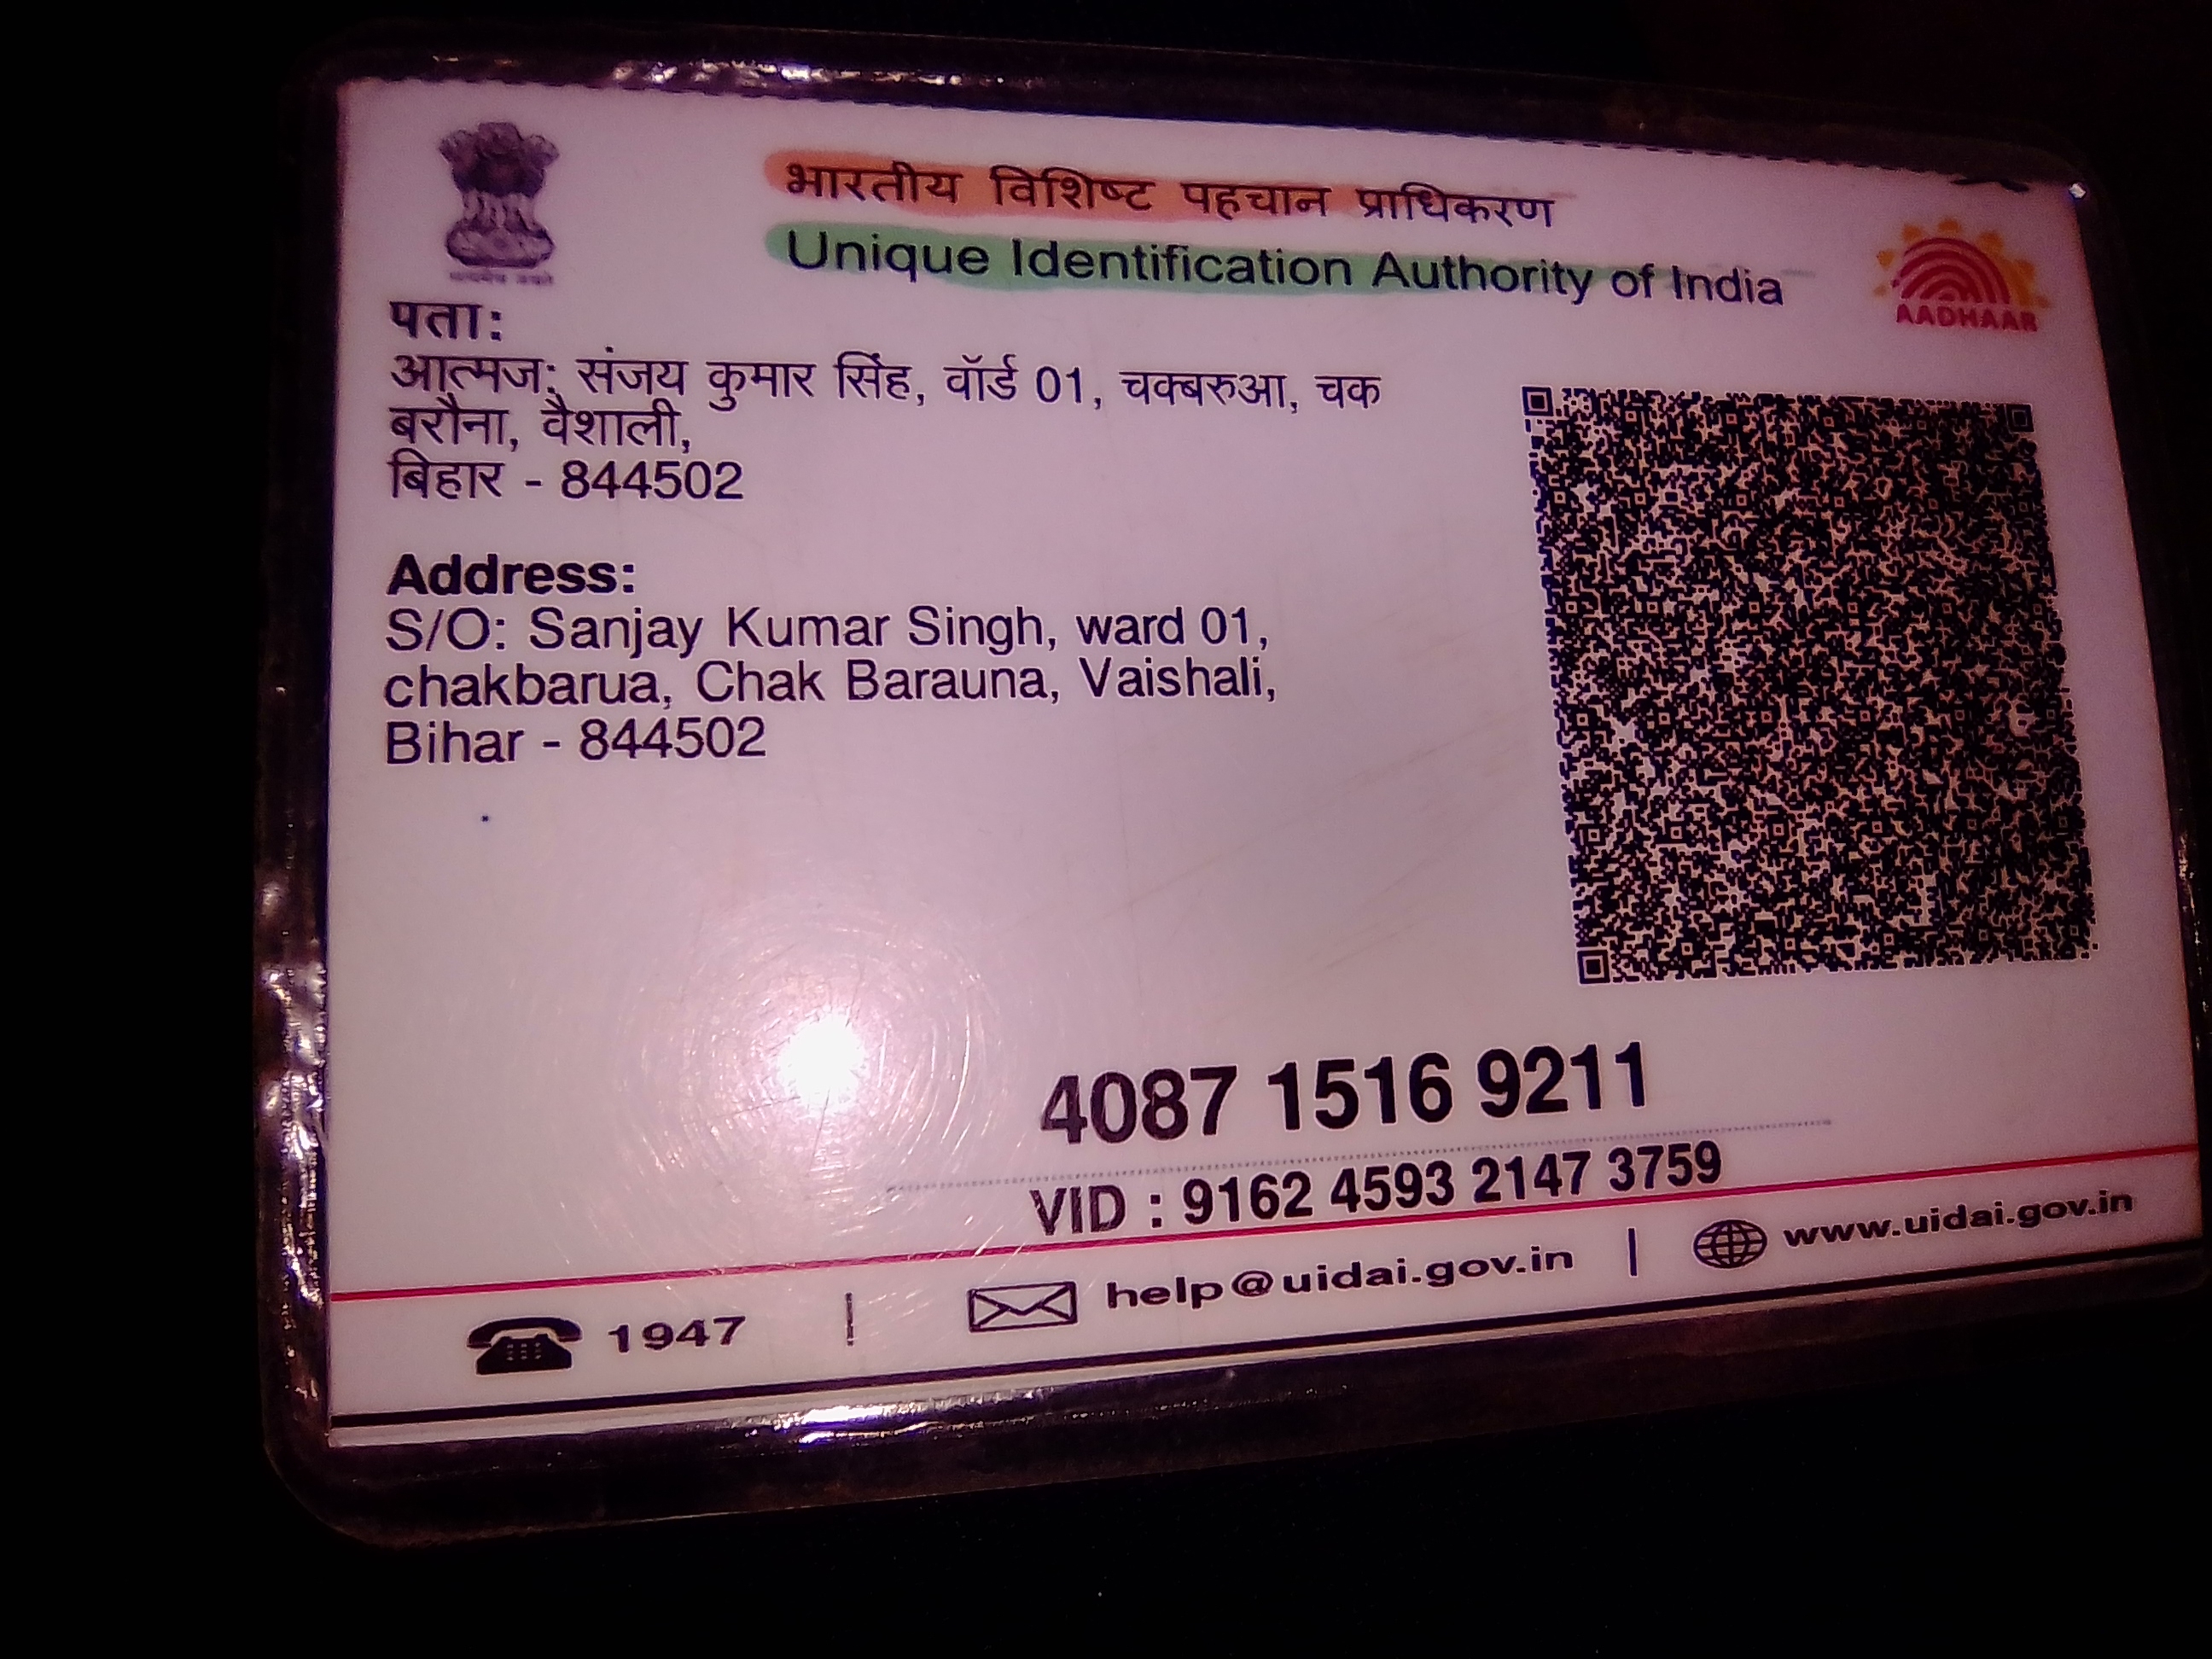 भारतीय विशिष्ट पहचान प्राधिकरण
Unique Identification Authority of India
AADHAAR
पता:
आत्मज: संजय कुमार सिंह, वॉर्ड 01, चक्बरुआ, चक
बरौना, वैशाली,
बिहार - 844502
Address:
S/O: Sanjay Kumar Singh, ward 01,
chakbarua, Chak Barauna, Vaishali,
Bihar - 844502
4087 1516 9211
VID : 9162 4593 2147 3759
1947 | help@uidai.gov.in | www.uidai.gov.in